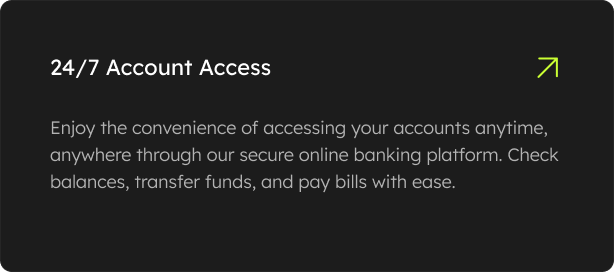 24/7 Account Access
Enjoy the convenience of accessing your accounts anytime,
anywhere through our secure online banking platform. Check
balances, transfer funds, and pay bills with ease.